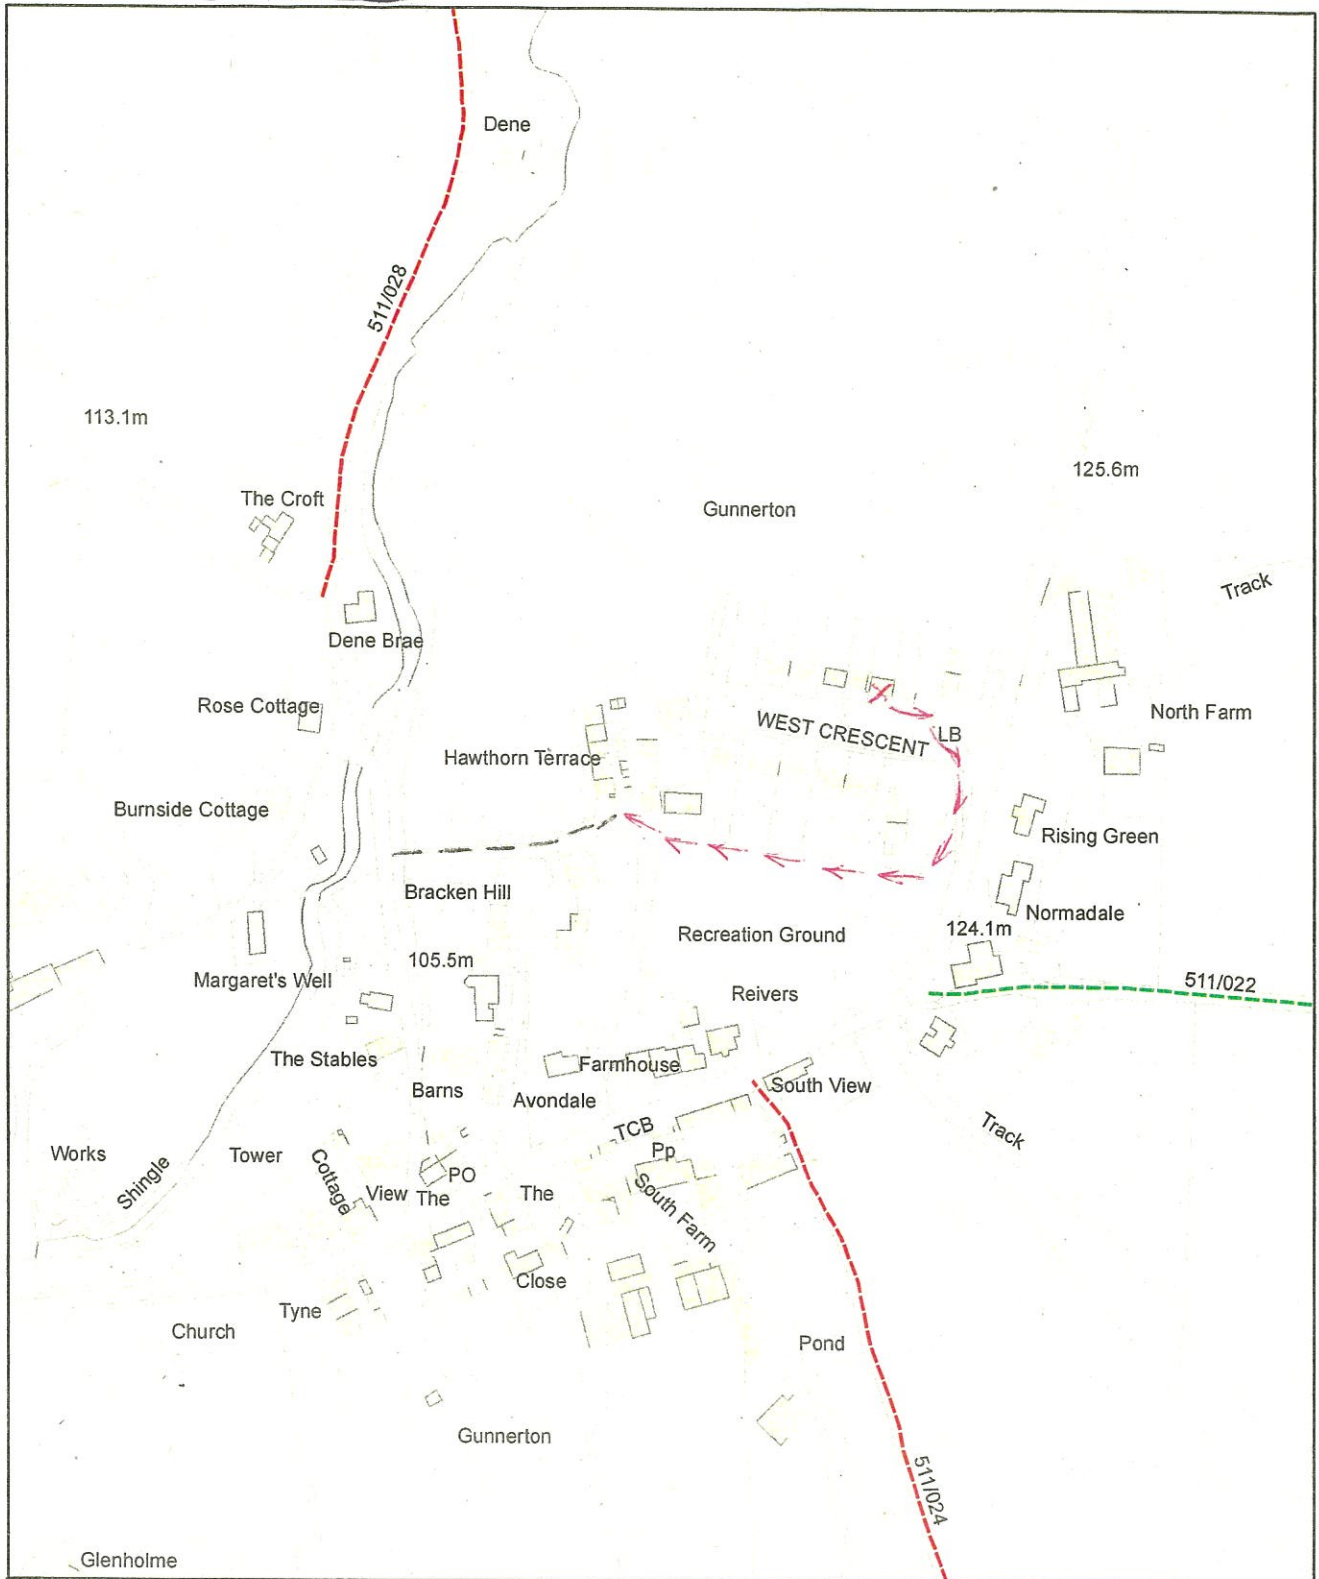 Dene
511/028
113.1m
125.6m
The Croft
Gunnerton
Track
Dene Brae
Rose Cottage
North Farm
WEST CRESCENT
LB
Hawthorn Terrace
Burnside Cottage
Rising Green
Bracken Hill
Normadale
Recreation Ground
124.1m
105.5m
Margaret's Well
511/022
Reivers
The Stables
Farmhouse
South View
Barns
Avondale
TCB
Track
Works
Shingle
Tower
Cottage
PO
Pp
View
The
The
South Farm
Close
Tyne
Church
Pond
Gunnerton
511/024
Glenholme